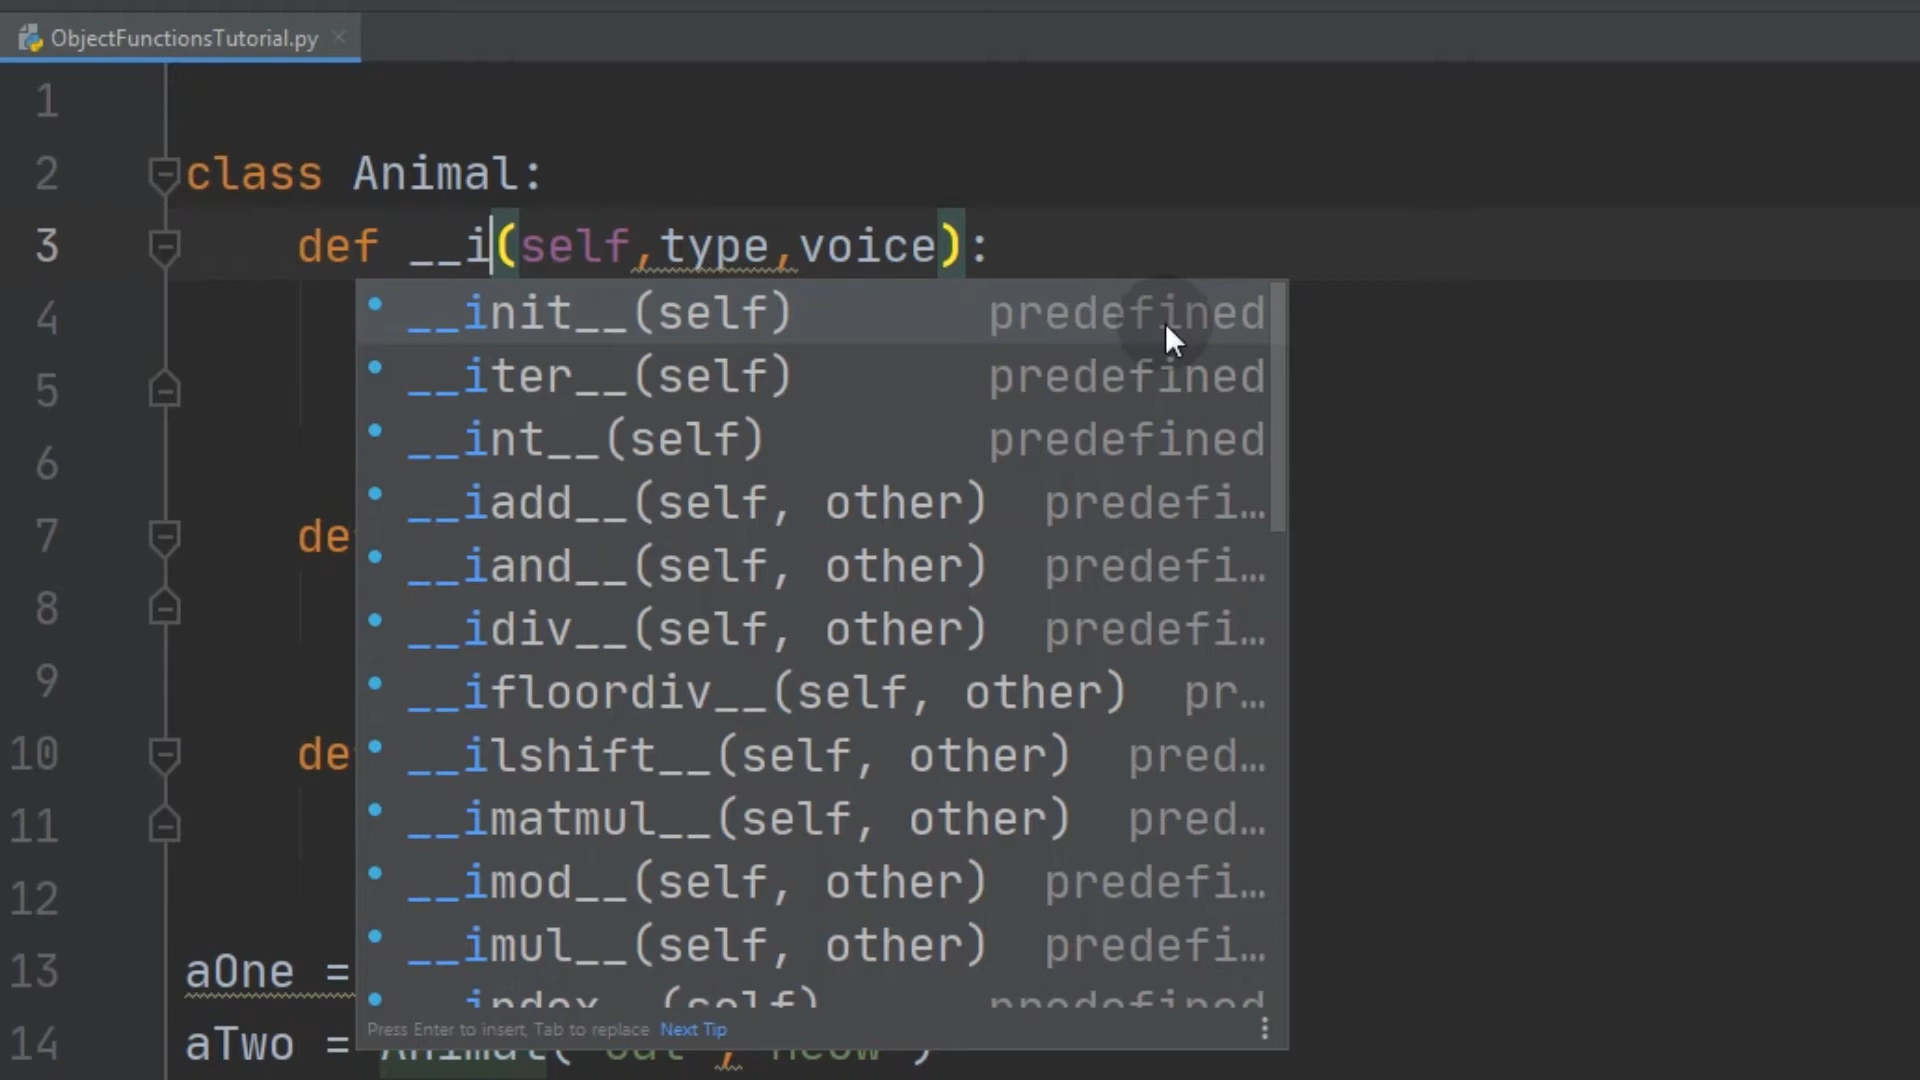 ObjectFunctionsTutorial.py
1
2 class Animal:
3 def __i(self,type,voice):
4 __init__(self) predefined
5 __iter__(self) predefined
__int__(self) predefined
6 __iadd__(self, other) predefi…
7 de __iand__(self, other) predefi…
8 __idiv__(self, other) predefi…
9 __ifloordiv__(self, other) pr…
10 de __ilshift__(self, other) pred…
11 __imatmul__(self, other) pred…
12 __imod__(self, other) predefi…
13 aOne = __imul__(self, other) predefi…
__index__(self) predefined
Press Enter to insert, Tab to replace Next Tip
14 aTwo = Animal(